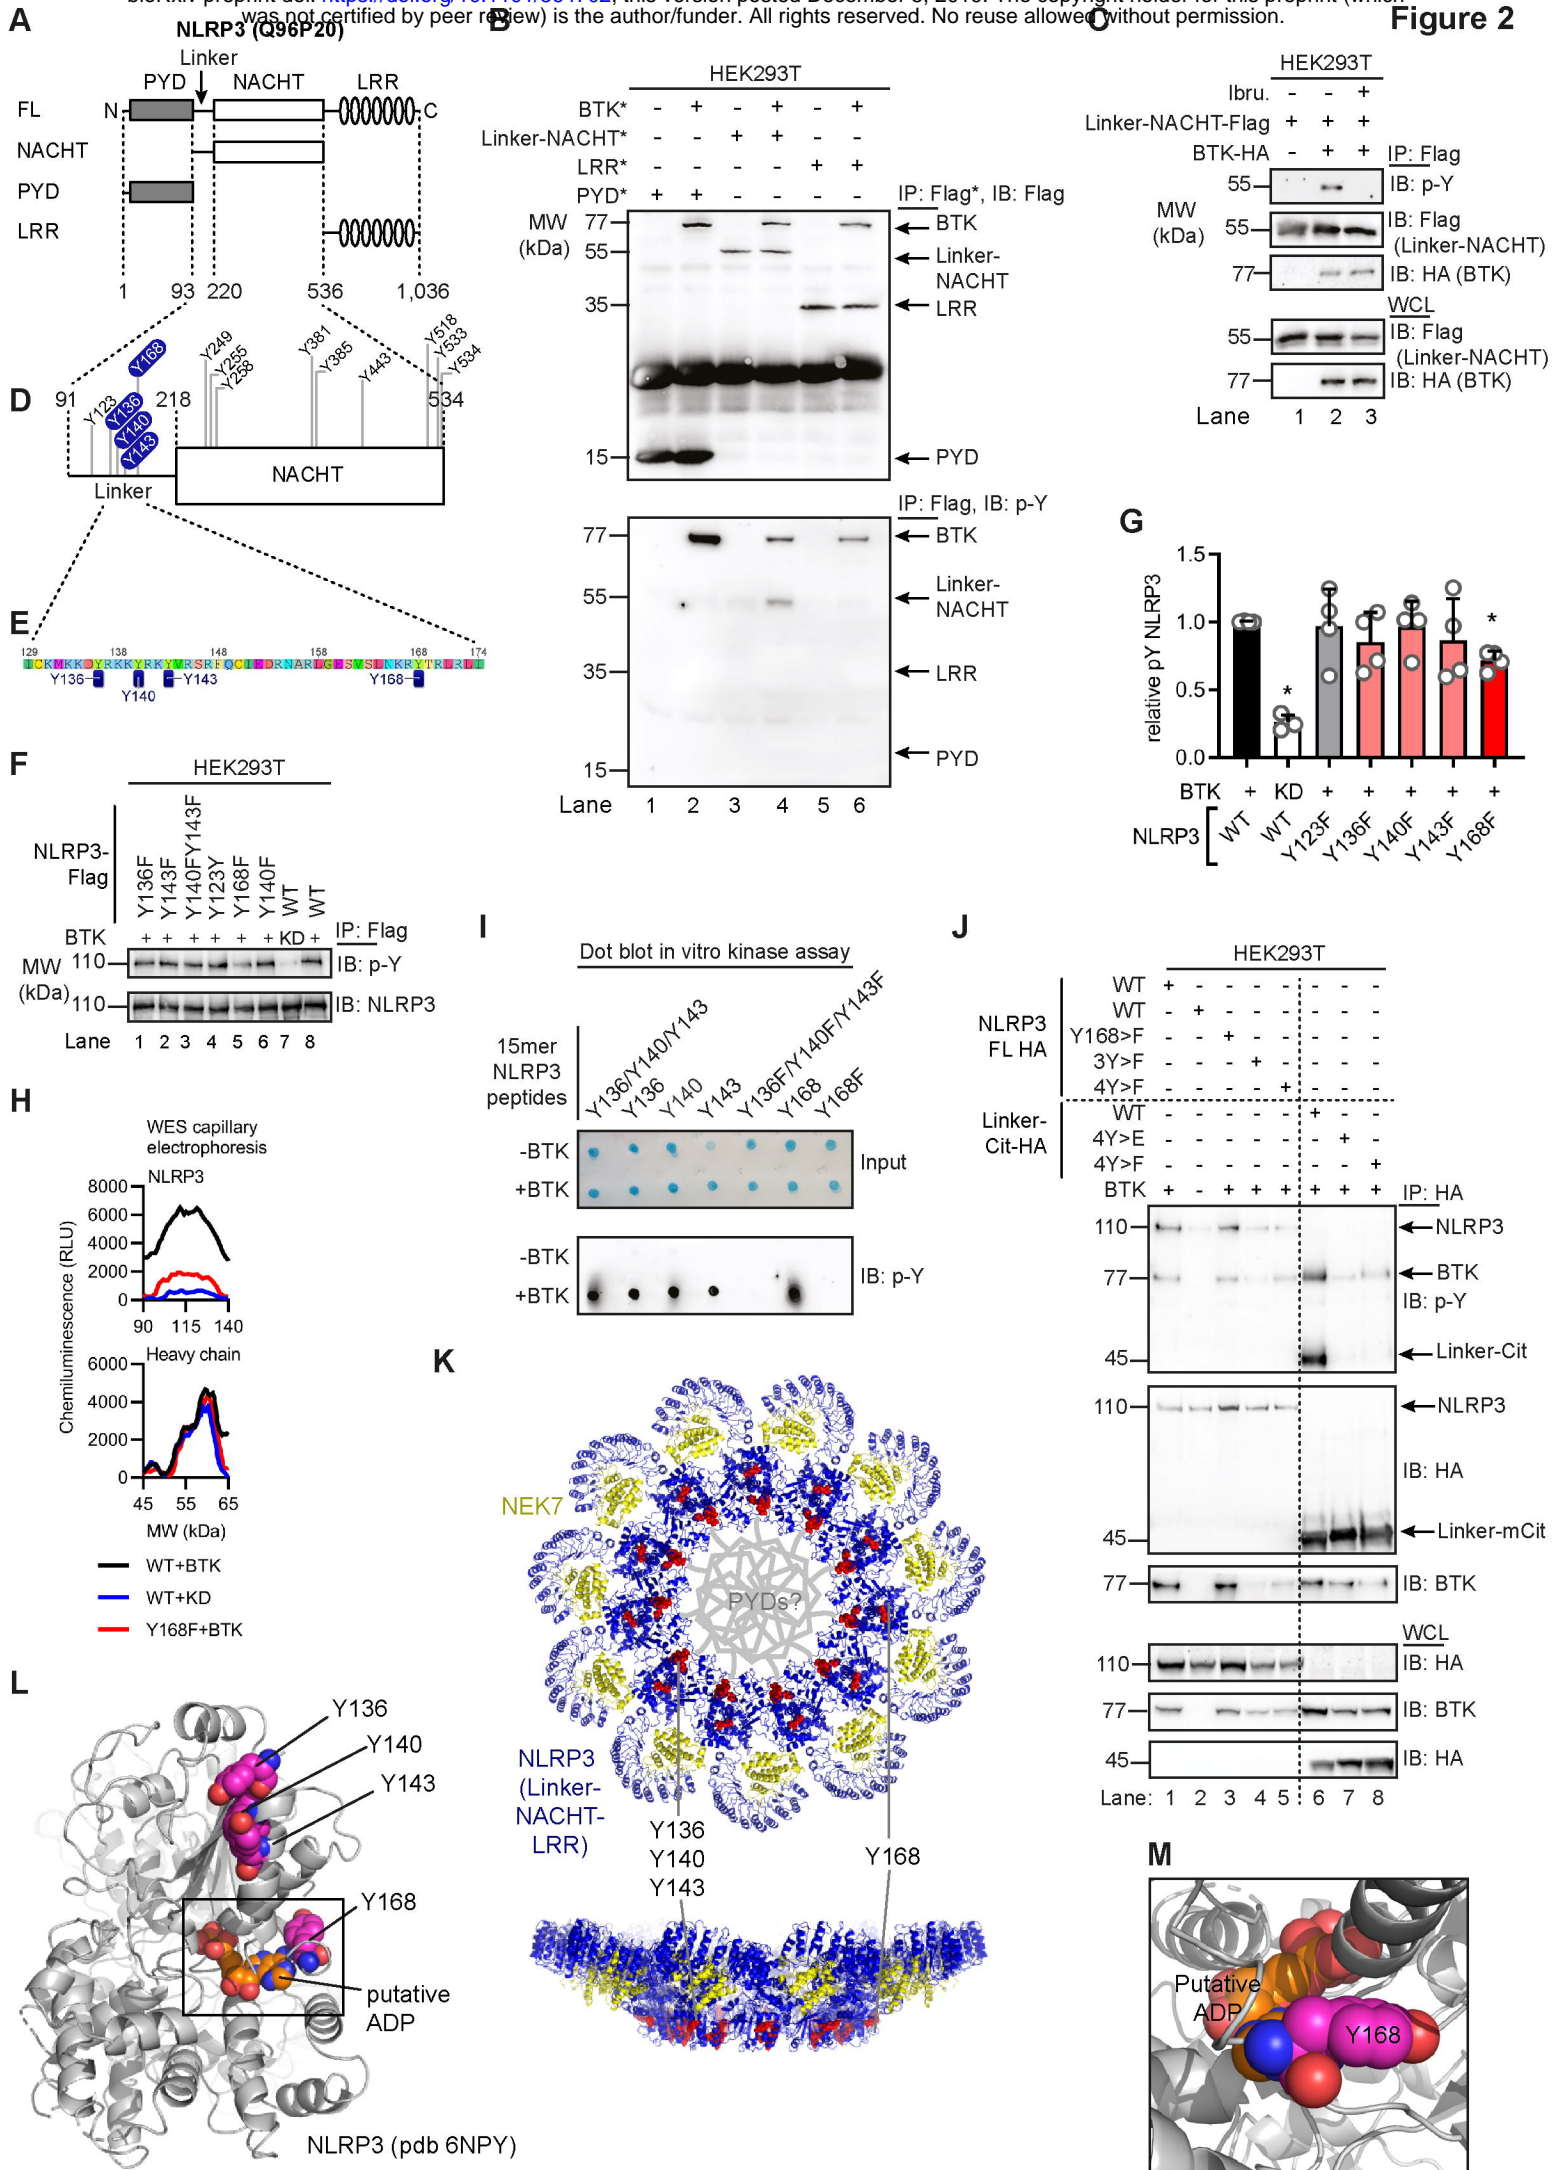 was not certified by peer review) is the author/funder. All rights reserved. No reuse allowed without permission.
Figure 2
A
NLRP3 (Q96P20)
Linker
PYD NACHT LRR
FL N C
NACHT
PYD
LRR
1 93 220 536 1,036
B
HEK293T
BTK* - + - + - +
Linker-NACHT* - - + + - -
LRR* - - - - + +
PYD* + + - - - -
IP: Flag*, IB: Flag
MW
(kDa)
77
55
35
15
BTK
Linker-
NACHT
LRR
PYD
IP: Flag, IB: p-Y
77
55
35
15
BTK
Linker-
NACHT
LRR
PYD
Lane 1 2 3 4 5 6
C
HEK293T
Ibru. +
Linker-NACHT-Flag + + +
BTK-HA - + +
IP: Flag
MW
(kDa)
55 IB: p-Y
55 IB: Flag
(Linker-NACHT)
77 IB: HA (BTK)
WCL
55 IB: Flag
(Linker-NACHT)
77 IB: HA (BTK)
Lane 1 2 3
D
91 218 534
Y123
Y136
Y140
Y143
Y168
Y249
Y255
Y258
Y381
Y385
Y443
Y518
Y533
Y534
Linker
NACHT
E
129 138 148 158 168 174
ICKMKKDYRKKYRKYVRSRFQCIEDRNARLGESVSLNKRYTRLRLI
Y136 Y140 Y143 Y168
F
HEK293T
NLRP3-
Flag
Y136F
Y143F
Y140FY143F
Y123Y
Y168F
Y140F
WT
WT
BTK + + + + + + KD +
IP: Flag
MW
(kDa)
110 IB: p-Y
110 IB: NLRP3
Lane 1 2 3 4 5 6 7 8
G
relative pY NLRP3
1.5
1.0
0.5
0.0
*
*
BTK + KD + + + + +
NLRP3
WT
WT
Y123F
Y136F
Y140F
Y143F
Y168F
H
WES capillary
electrophoresis
NLRP3
8000
6000
4000
2000
0
90 115 140
Heavy chain
6000
4000
2000
0
45 55 65
Chemiluminescence (RLU)
MW (kDa)
WT+BTK
WT+KD
Y168F+BTK
I
Dot blot in vitro kinase assay
15mer
NLRP3
peptides
Y136/Y140/Y143
Y136
Y140
Y143
Y136F/Y140F/Y143F
Y168
Y168F
-BTK
+BTK
Input
-BTK
+BTK
IB: p-Y
J
HEK293T
NLRP3
FL HA
WT + - - - - - - -
WT - + - - - - - -
Y168>F - - + - - - - -
3Y>F - - - + - - - -
4Y>F - - - - + - - -
Linker-
Cit-HA
WT - - - - - + - -
4Y>E - - - - - - + -
4Y>F - - - - - - - +
BTK + - + + + + + +
IP: HA
110 NLRP3
77 BTK
IB: p-Y
45 Linker-Cit
110 NLRP3
IB: HA
45 Linker-mCit
77 IB: BTK
WCL
110 IB: HA
77 IB: BTK
45 IB: HA
Lane: 1 2 3 4 5 6 7 8
K
NEK7
PYDs?
NLRP3
(Linker-
NACHT-
LRR)
Y136
Y140
Y143
Y168
L
Y136
Y140
Y143
Y168
putative
ADP
NLRP3 (pdb 6NPY)
M
Putative
ADP
Y168